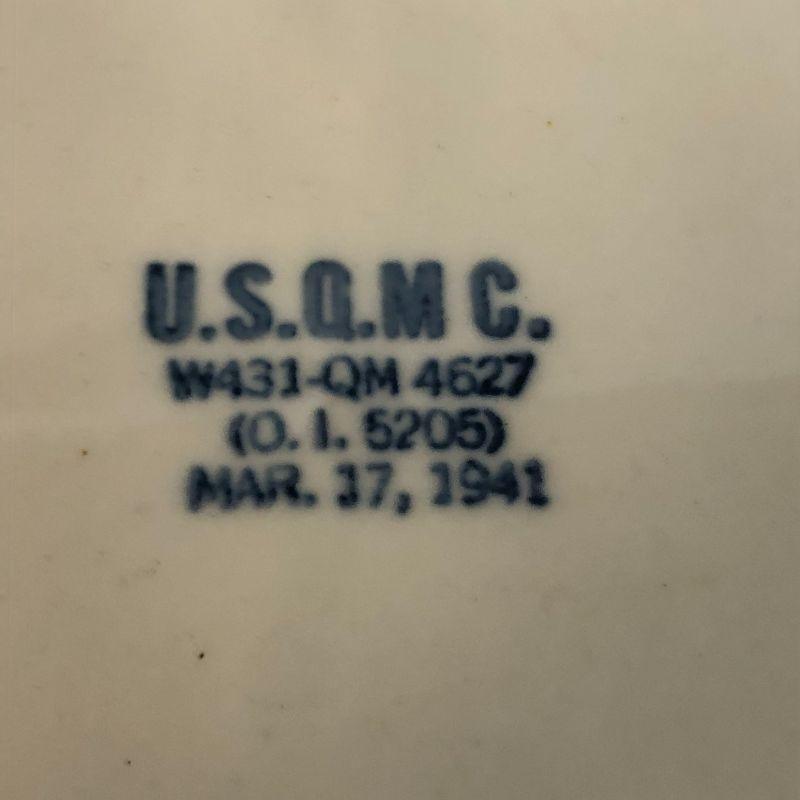 U.S.Q.M C.
W431-QM 4627
(O. I. 5205)
MAR. 17, 1941